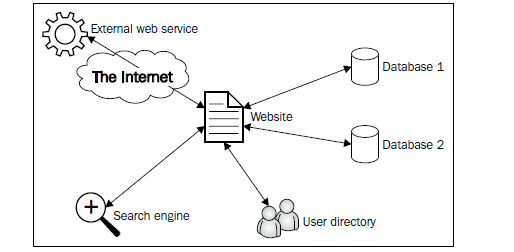 External web service
The Internet
Database 1
Website
Database 2
Search engine
User directory